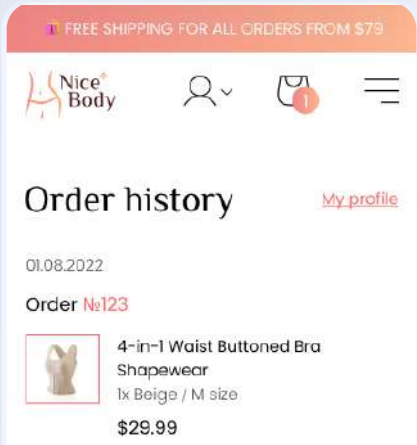 FREE SHIPPING FOR ALL ORDERS FROM $79
Nice
Body
1
Order history
My profile
01.08.2022
Order №123
4-in-1 Waist Buttoned Bra
Shapewear
1x Beige / M size
$29.99